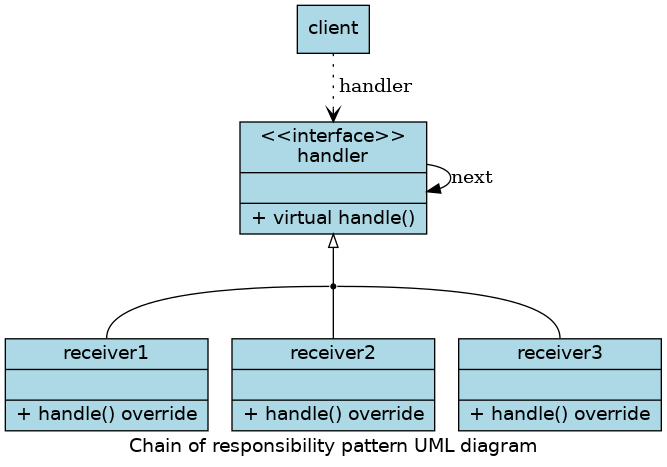 client
handler
<<interface>>
handler
next
+ virtual handle()
receiver1
receiver2
receiver3
+ handle() override
+ handle() override
+ handle() override
Chain of responsibility pattern UML diagram